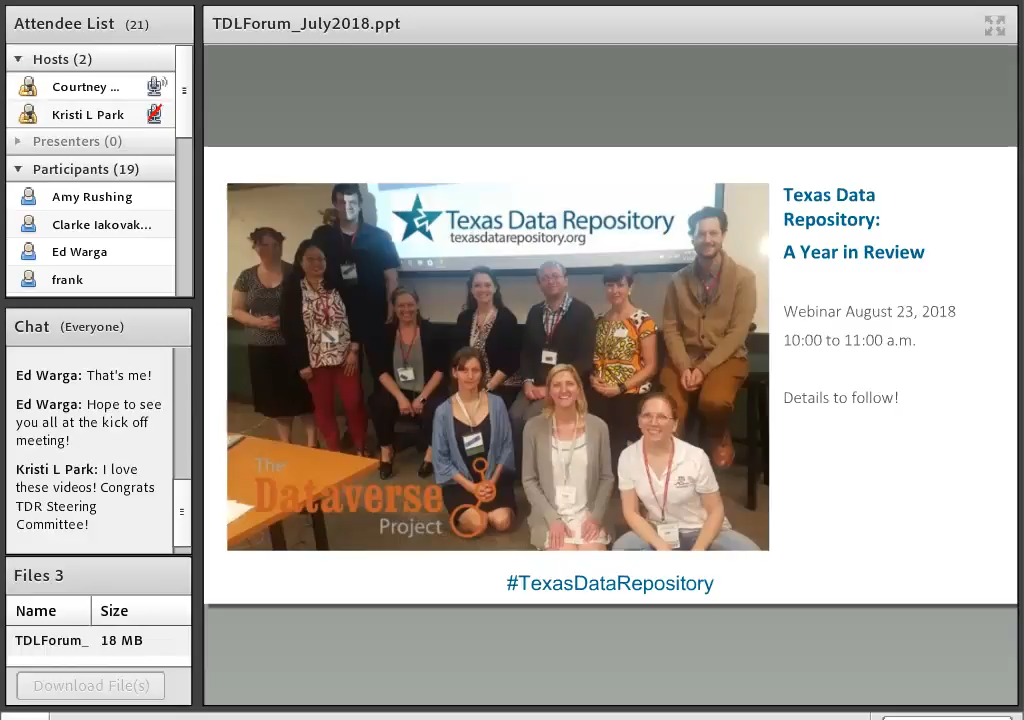 Attendee List (21)
Hosts (2)
Courtney ...
Kristi L Park
Presenters (0)
Participants (19)
Amy Rushing
Clarke Iakovak...
Ed Warga
frank
Chat (Everyone)
Ed Warga: That's me!
Ed Warga: Hope to see
you all at the kick off
meeting!
Kristi L Park: I love
these videos! Congrats
TDR Steering
Committee!
Files 3
Name Size
TDLForum_ 18 MB
Download File(s)
TDLForum_July2018.ppt
Texas Data Repository
texasdatarepository.org
The
Dataverse
Project
Texas Data
Repository:
A Year in Review
Webinar August 23, 2018
10:00 to 11:00 a.m.
Details to follow!
#TexasDataRepository